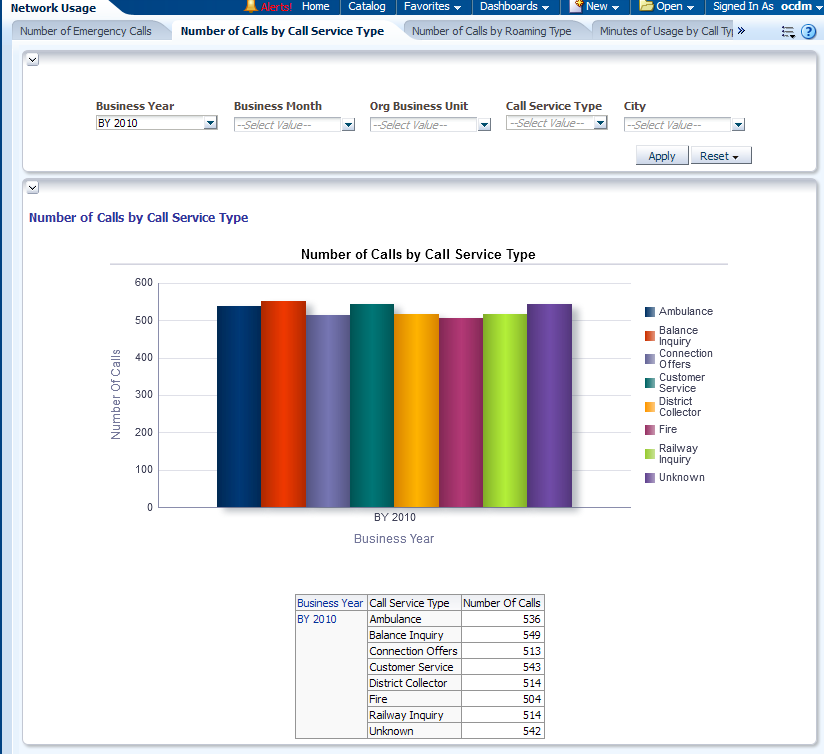 Network Usage
Alerts! Home Catalog Favorites Dashboards New Open Signed In As ocdm
Number of Emergency Calls Number of Calls by Call Service Type Number of Calls by Roaming Type Minutes of Usage by Call Ty »
Business Year Business Month Org Business Unit Call Service Type City
BY 2010 --Select Value-- --Select Value-- --Select Value-- --Select Value--
Apply Reset
Number of Calls by Call Service Type
Number of Calls by Call Service Type
600
500
400
300
200
100
0
Number Of Calls
BY 2010
Business Year
Ambulance
Balance
Inquiry
Connection
Offers
Customer
Service
District
Collector
Fire
Railway
Inquiry
Unknown
Business Year Call Service Type Number Of Calls
BY 2010 Ambulance 536
Balance Inquiry 549
Connection Offers 513
Customer Service 543
District Collector 514
Fire 504
Railway Inquiry 514
Unknown 542